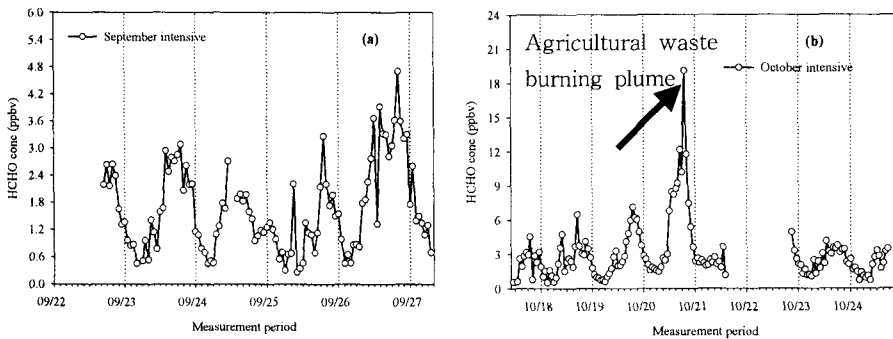 6.0
5.4
4.8
4.2
3.6
3.0
2.4
1.8
1.2
0.6
0.0
HCHO conc (ppbv)
September intensive
(a)
09/22 09/23 09/24 09/25 09/26 09/27
Measurement period
24
21
18
15
12
9
6
3
0
HCHO conc (ppbv)
Agricultural waste
burning plume
(b)
October intensive
10/18 10/19 10/20 10/21 10/22 10/23 10/24
Measurement period